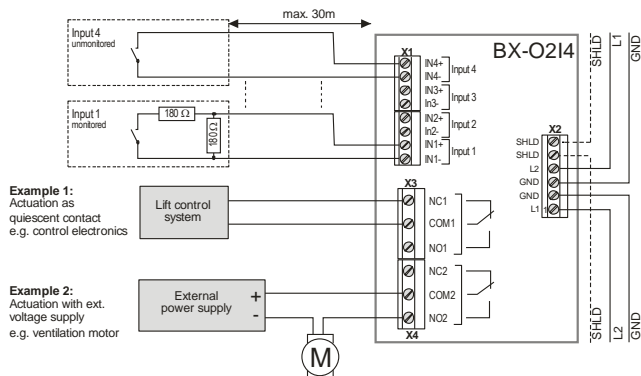 max. 30m
Input 4
unmonitored
Input 1
monitored
180 Ω
180Ω
Example 1:
Actuation as
quiescent contact
e.g. control electronics
Lift control
system
Example 2:
Actuation with ext.
voltage supply
e.g. ventilation motor
External
power supply
+
-
M
BX-O2I4
X1
IN4+
IN4-
Input 4
IN3+
In3-
Input 3
IN2+
In2-
Input 2
IN1+
IN1-
Input 1
X3
NC1
COM1
NO1
NC2
COM2
NO2
X4
X2
SHLD
SHLD
L2
GND
GND
L1
1
SHLD
L1
GND
SHLD
L2
GND